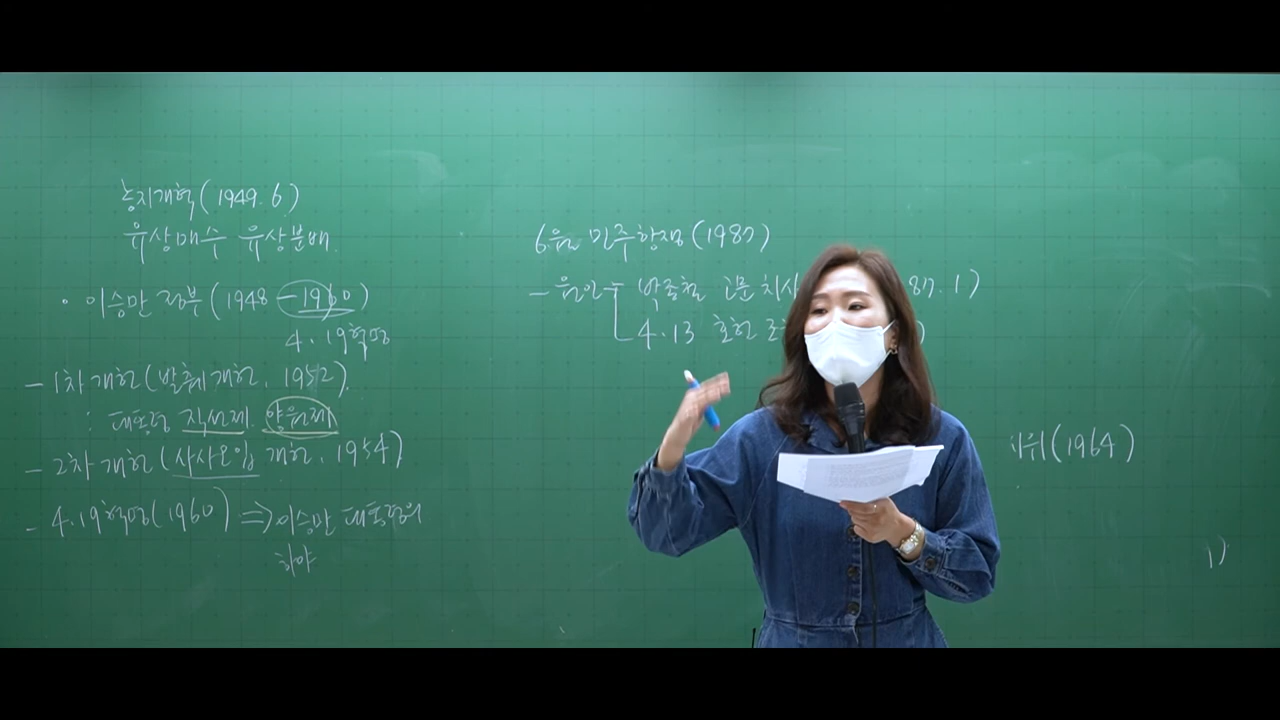 농지개혁(1949.6)
유상매수 유상분배
· 이승만 정부(1948-1960)
4.19혁명
- 1차 개헌(발췌개헌, 1952)
: 대통령 직선제 양원제
- 2차 개헌(사사오입 개헌, 1954)
- 4.19혁명(1960) ⇒ 이승만 대통령의
하야
6월 민주항쟁(1987)
- 원인 박종철 고문치사 87.1)
4.13 호헌 조치 )
시위(1964)
1)